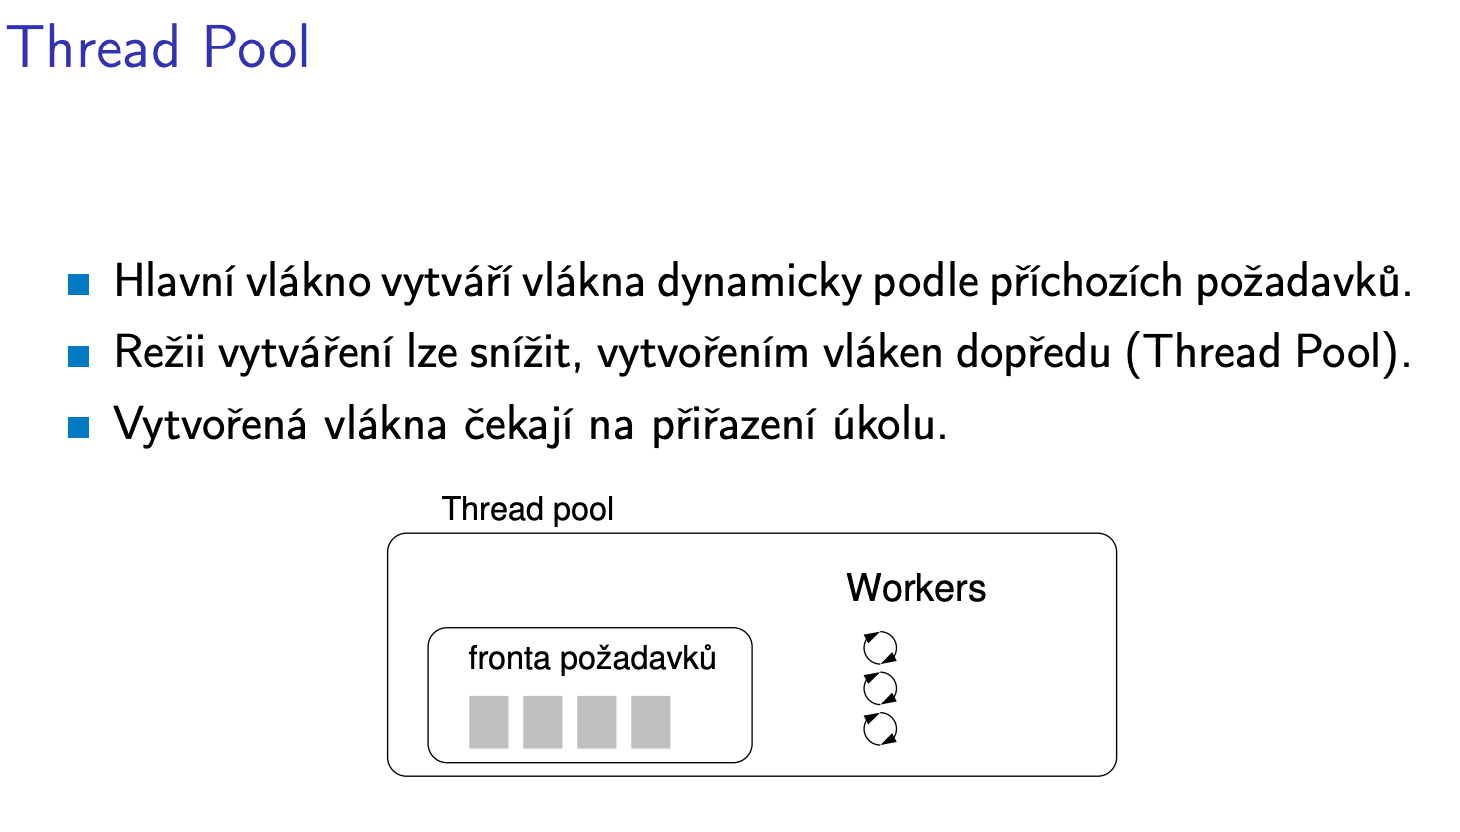 Thread Pool
Hlavní vlákno vytváří vlákna dynamicky podle příchozích požadavků.
Režii vytváření lze snížit, vytvořením vláken dopředu (Thread Pool).
Vytvořená vlákna čekají na přiřazení úkolu.
Thread pool
Workers
fronta požadavků